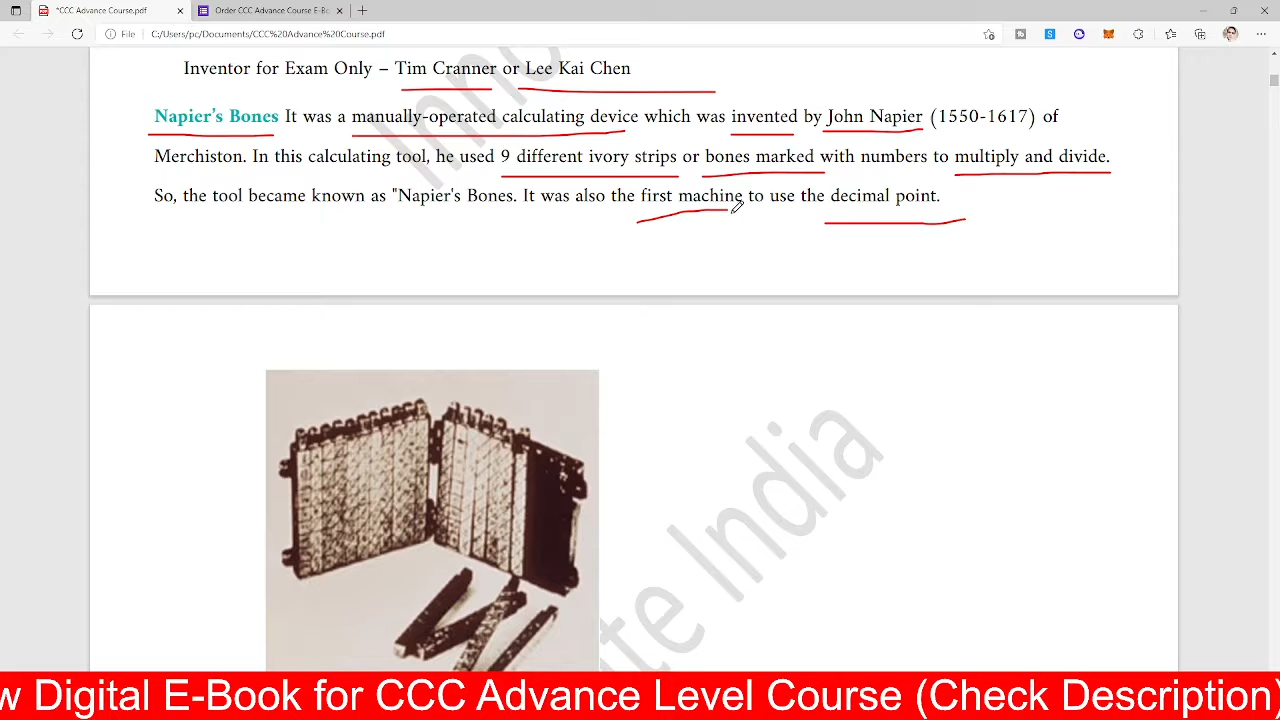 *CCC Advance Course.pdf
Order CCC Advance Course E-B
File
C:/Users/pc/Documents/CCC%20Advance%20Course.pdf
Inventor for Exam Only – Tim Cranner or Lee Kai Chen
Napier's Bones It was a manually-operated calculating device which was invented by John Napier (1550-1617) of
Merchiston. In this calculating tool, he used 9 different ivory strips or bones marked with numbers to multiply and divide.
So, the tool became known as "Napier's Bones. It was also the first machine to use the decimal point.
te India
w Digital E-Book for CCC Advance Level Course (Check Description)